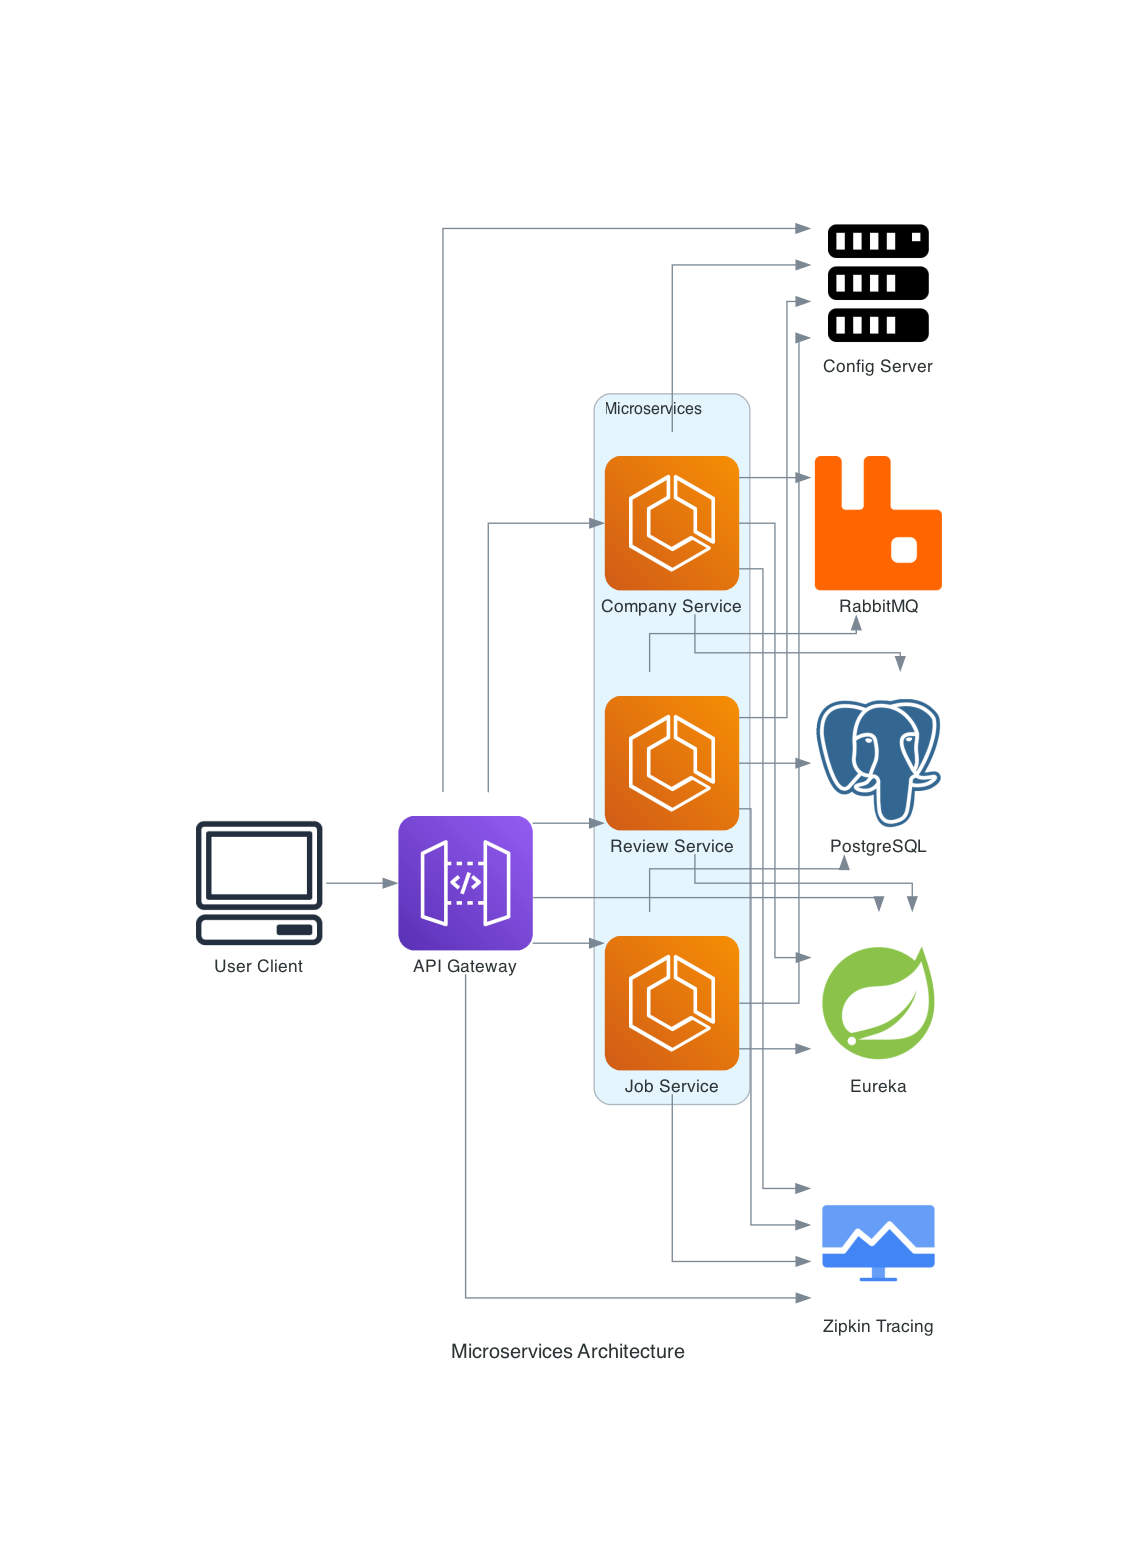 Config Server
Microservices
Company Service
RabbitMQ
Review Service
PostgreSQL
User Client
API Gateway
Job Service
Eureka
Zipkin Tracing
Microservices Architecture